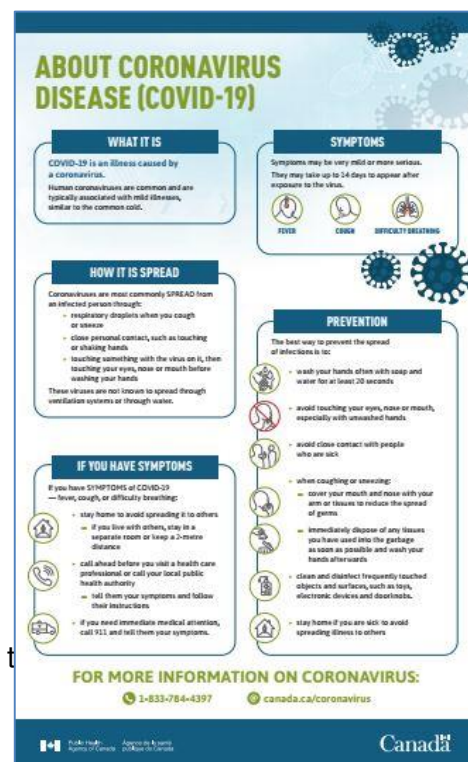 ABOUT CORONAVIRUS
DISEASE (COVID-19)
WHAT IT IS
COVID-19 is an illness caused by
a coronavirus.
Human coronaviruses are common and are
typically associated with mild illnesses,
similar to the common cold.
SYMPTOMS
Symptoms may be very mild or more serious.
They may take up to 14 days to appear after
exposure to the virus.
FEVER
COUGH
DIFFICULTY BREATHING
HOW IT IS SPREAD
Coronaviruses are most commonly SPREAD from
an infected person through:
• respiratory droplets when you cough
or sneeze
• close personal contact, such as touching
or shaking hands
• touching something with the virus on it, then
touching your eyes, nose or mouth before
washing your hands
These viruses are not known to spread through
ventilation systems or through water.
PREVENTION
The best way to prevent the spread
of infections is to:
• wash your hands often with soap and
water for at least 20 seconds
• avoid touching your eyes, nose or mouth,
especially with unwashed hands
• avoid close contact with people
who are sick
• when coughing or sneezing:
– cover your mouth and nose with your
arm or tissues to reduce the spread
of germs
– immediately dispose of any tissues
you have used into the garbage
as soon as possible and wash your
hands afterwards
• clean and disinfect frequently touched
objects and surfaces, such as toys,
electronic devices and doorknobs.
• stay home if you are sick to avoid
spreading illness to others
IF YOU HAVE SYMPTOMS
If you have SYMPTOMS of COVID-19
— fever, cough, or difficulty breathing:
• stay home to avoid spreading it to others
– if you live with others, stay in a
separate room or keep a 2-metre
distance
• call ahead before you visit a health care
professional or call your local public
health authority
– tell them your symptoms and follow
their instructions
• if you need immediate medical attention,
call 911 and tell them your symptoms.
t
FOR MORE INFORMATION ON CORONAVIRUS:
1-833-784-4397
canada.ca/coronavirus
Public Health
Agency of Canada
Agence de la santé
publique du Canada
Canada